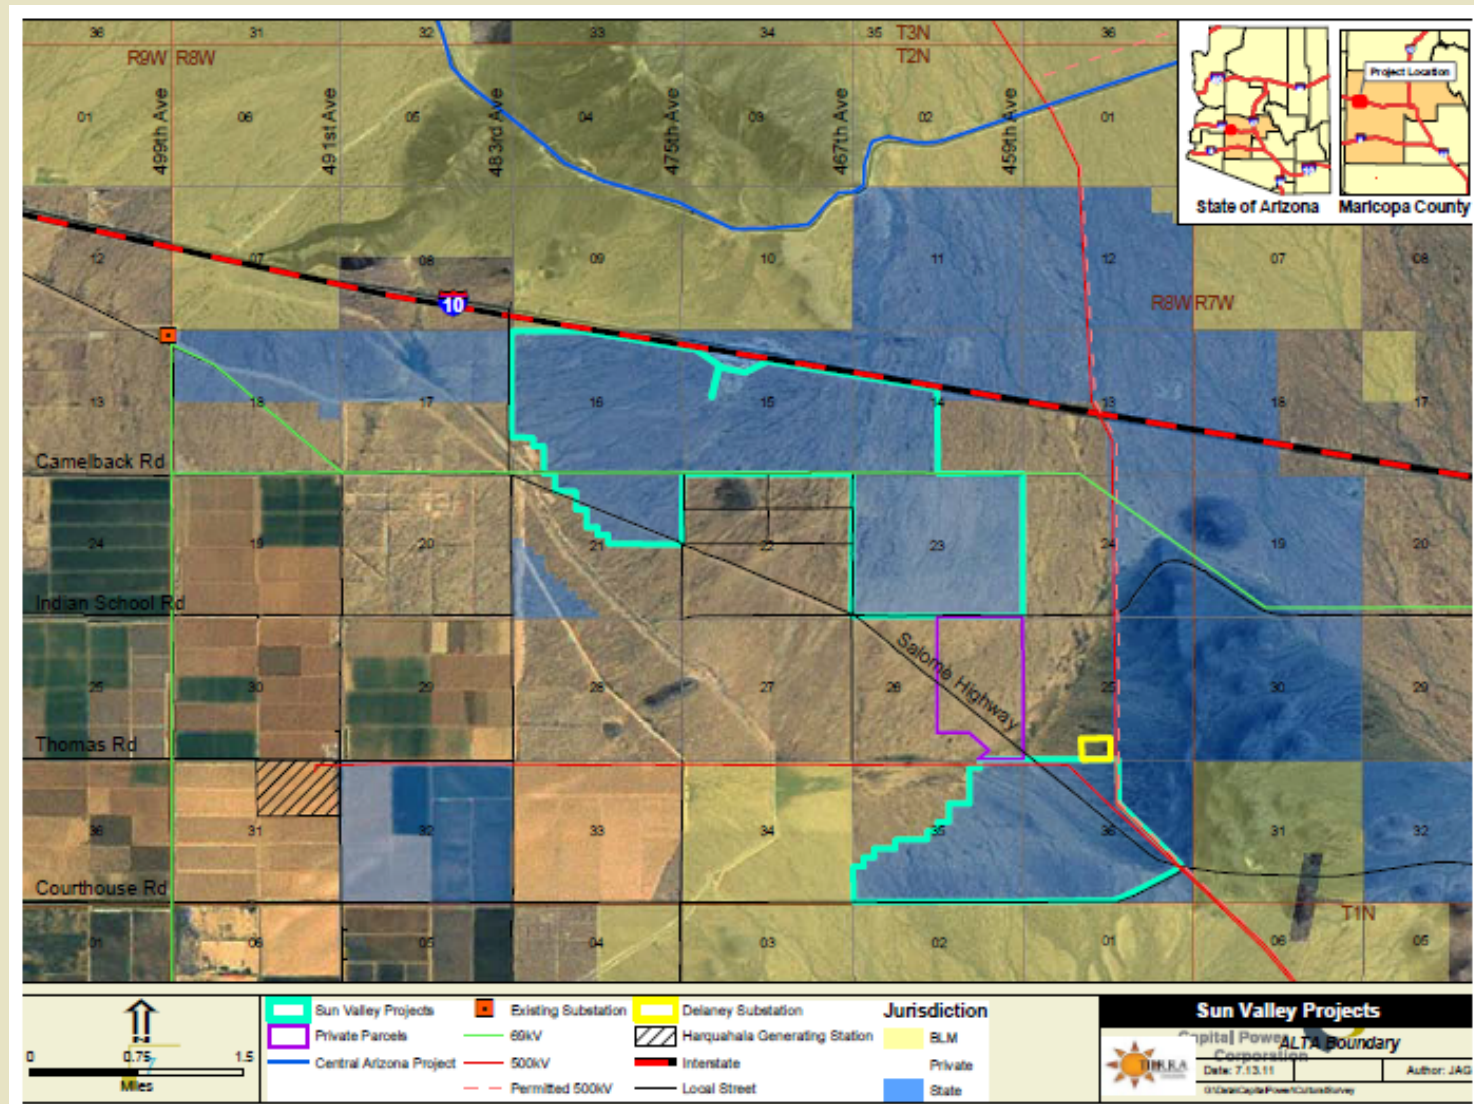 36 31 32 33 34 35 T3N 36
R9W R8W T2N
01 06 05 04 03 02 01
499th Ave
491st Ave
483rd Ave
475th Ave
467th Ave
459th Ave
Project Location
State of Arizona Maricopa County
12 07 08 09 10 11 12 07 08
10
R8W R7W
13 18 17 16 15 14 13 18 17
Camelback Rd
24 19 20 21 22 23 24 19 20
Indian School Rd
Salome Highway
25 30 29 28 27 26 25 30 29
Thomas Rd
36 31 32 33 34 35 36 31 32
Courthouse Rd
T1N
01 06 05 04 03 02 01 06 05
0 0.75 1.5
Miles
Sun Valley Projects
Private Parcels
Central Arizona Project
Existing Substation
69kV
500kV
Permitted 500kV
Delaney Substation
Harquahala Generating Station
Interstate
Local Street
Jurisdiction
BLM
Private
State
Sun Valley Projects
Capital Power
Corporation
ALTA Boundary
TIERRA
Date: 7.13.11 Author: JAG